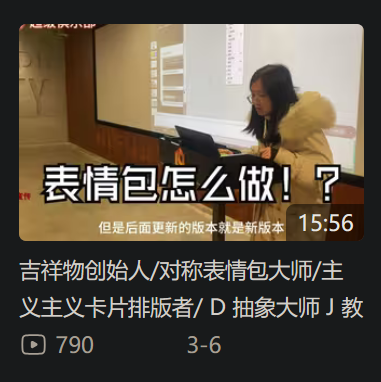 超级俱乐部
表情包怎么做！？
但是后面更新的版本就是新版本
15:56
吉祥物创始人/对称表情包大师/主
义主义卡片排版者/ D 抽象大师 J 教
790
3-6